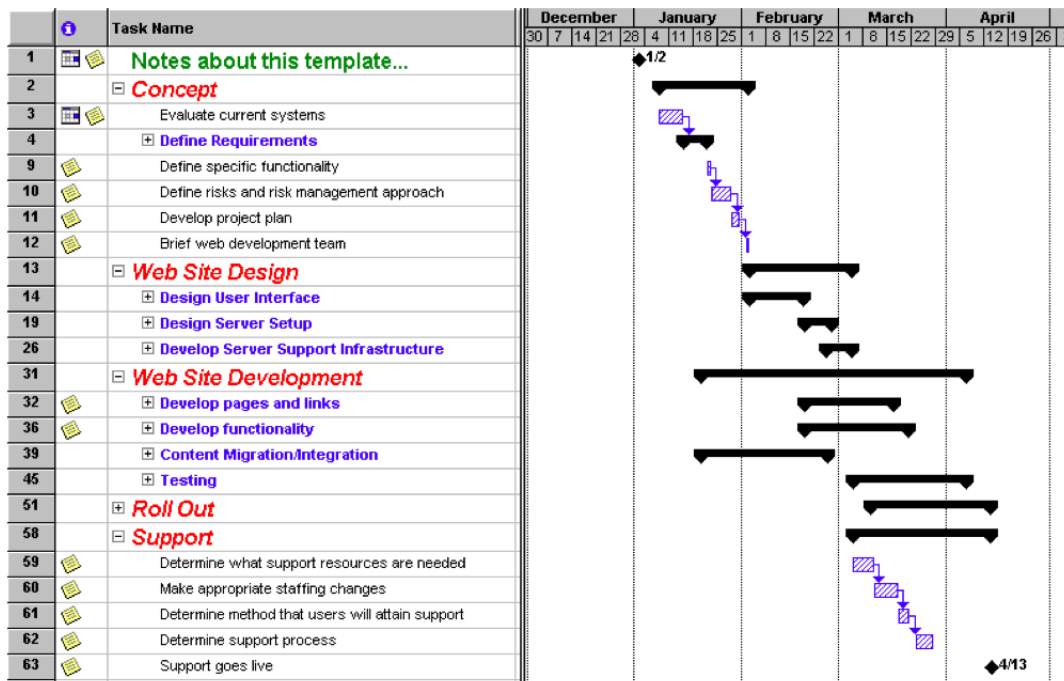 December January February March April
i Task Name 30 7 14 21 28 4 11 18 25 1 8 15 22 1 8 15 22 29 5 12 19 26
1 Notes about this template... 1/2
2 Concept
3 Evaluate current systems
4 Define Requirements
9 Define specific functionality
10 Define risks and risk management approach
11 Develop project plan
12 Brief web development team
13 Web Site Design
14 Design User Interface
19 Design Server Setup
26 Develop Server Support Infrastructure
31 Web Site Development
32 Develop pages and links
36 Develop functionality
39 Content Migration/Integration
45 Testing
51 Roll Out
58 Support
59 Determine what support resources are needed
60 Make appropriate staffing changes
61 Determine method that users will attain support
62 Determine support process
63 Support goes live 4/13